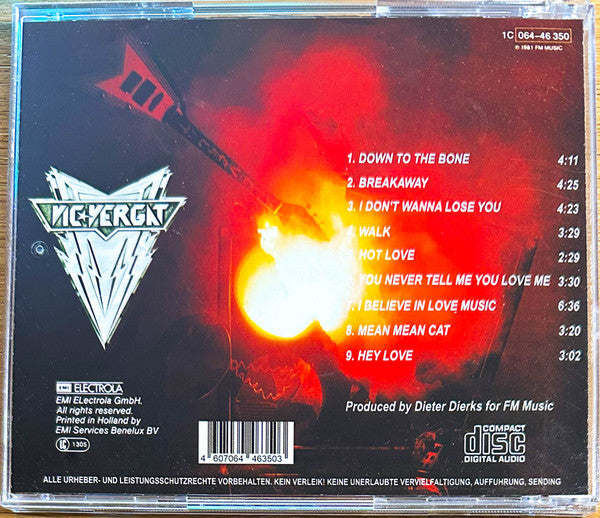 1C 064-46 350
℗ 1981 FM MUSIC
VIC VERGAT
1. DOWN TO THE BONE 4:11
2. BREAKAWAY 4:25
3. I DON'T WANNA LOSE YOU 4:23
4. WALK 3:29
5. HOT LOVE 2:29
6. YOU NEVER TELL ME YOU LOVE ME 3:30
7. I BELIEVE IN LOVE MUSIC 6:36
8. MEAN MEAN CAT 3:20
9. HEY LOVE 3:02
EMI ELECTROLA
EMI ELectrola GmbH.
All rights reserved.
Printed in Holland by
EMI Services Benelux BV
LC 1305
Produced by Dieter Dierks for FM Music
4 607064 463503
COMPACT
disc
DIGITAL AUDIO
ALLE URHEBER- UND LEISTUNGSSCHUTZRECHTE VORBEHALTEN. KEIN VERLEIH! KEINE UNERLAUBTE VERVIELFALTIGUNG, AUFFUHRUNG, SENDING